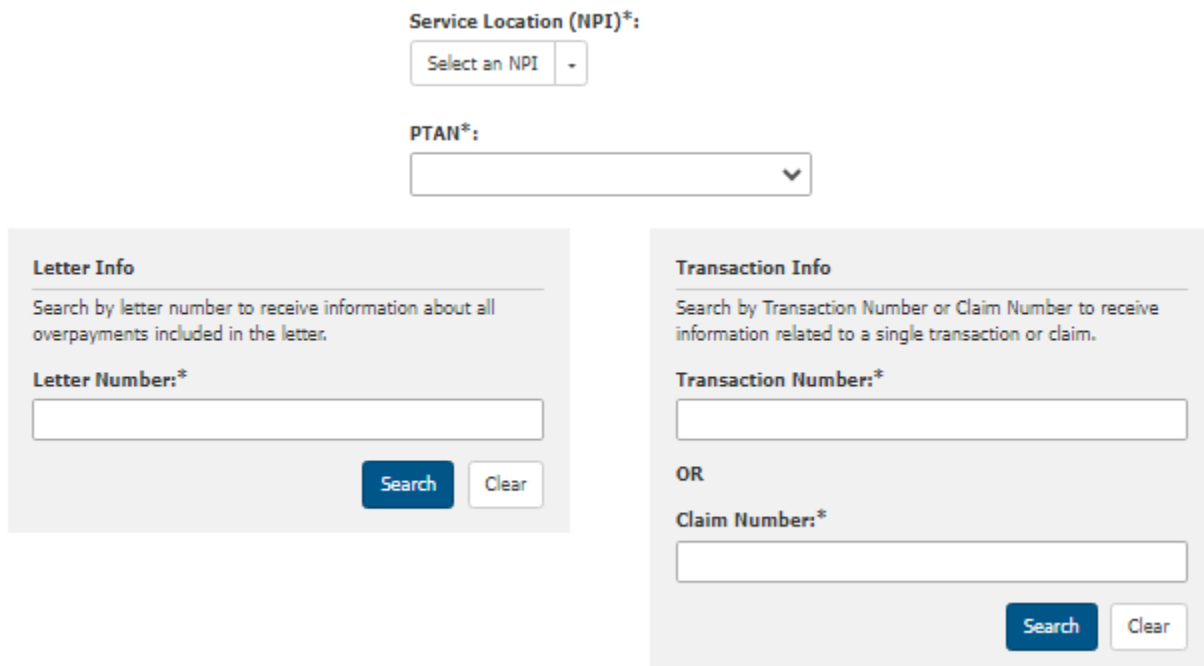 Service Location (NPI)*:
Select an NPI
PTAN*:
Letter Info
Search by letter number to receive information about all
overpayments included in the letter.
Letter Number:*
Search
Clear
Transaction Info
Search by Transaction Number or Claim Number to receive
information related to a single transaction or claim.
Transaction Number:*
OR
Claim Number:*
Search
Clear